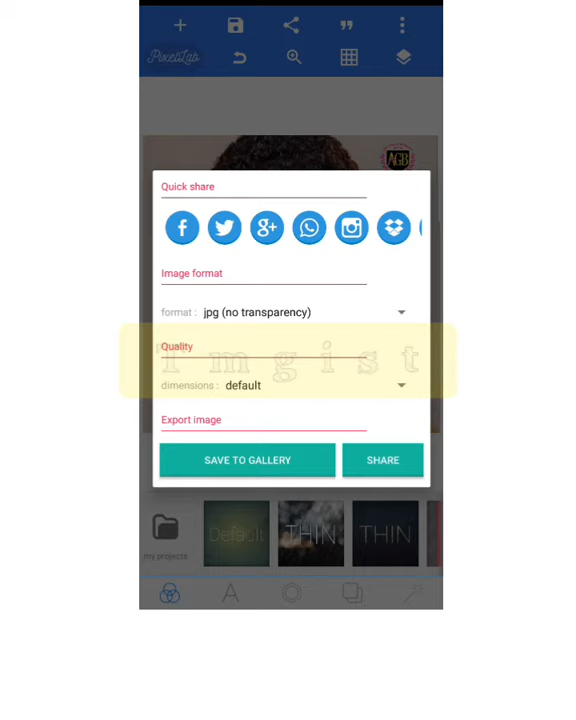 PixelLab
AGB
Quick share
Image format
format : jpg (no transparency)
Quality
dimensions : default
Export image
SAVE TO GALLERY SHARE
my projects
Default THIN THIN